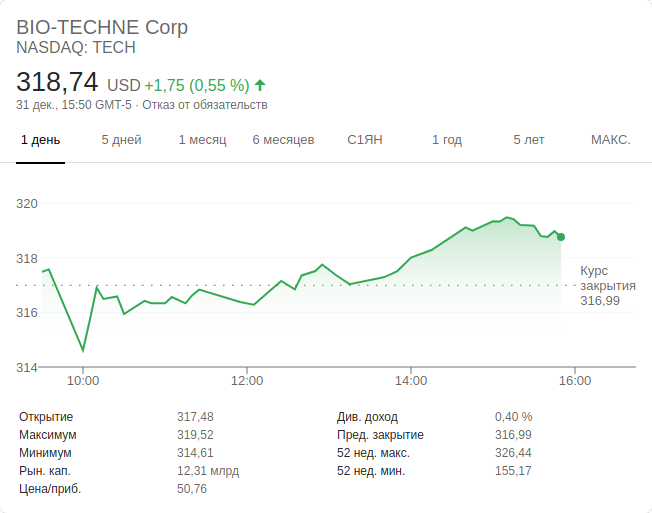 BIO-TECHNE Corp
NASDAQ: TECH
318,74 USD +1,75 (0,55 %)
31 дек., 15:50 GMT-5 · Отказ от обязательств
1 день 5 дней 1 месяц 6 месяцев С1ЯН 1 год 5 лет МАКС.
320
318
316
314
Курс
закрытия
316,99
10:00 12:00 14:00 16:00
Открытие 317,48 Див. доход 0,40 %
Максимум 319,52 Пред. закрытие 316,99
Минимум 314,61 52 нед. макс. 326,44
Рын. кап. 12,31 млрд 52 нед. мин. 155,17
Цена/приб. 50,76